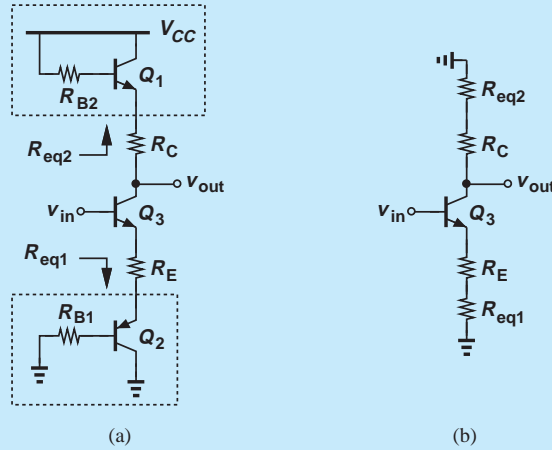 V_CC
Q_1
R_B2
R_eq2
R_C
v_out
v_in
Q_3
R_eq1
R_E
R_B1
Q_2
(a)
R_eq2
R_C
v_out
v_in
Q_3
R_E
R_eq1
(b)